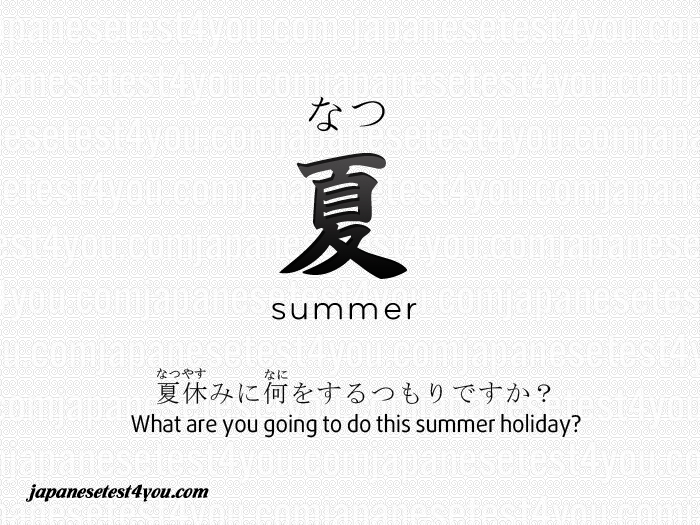 なつ
夏
summer
なつやす なに
夏休みに何をするつもりですか？
What are you going to do this summer holiday?
japanesetest4you.com